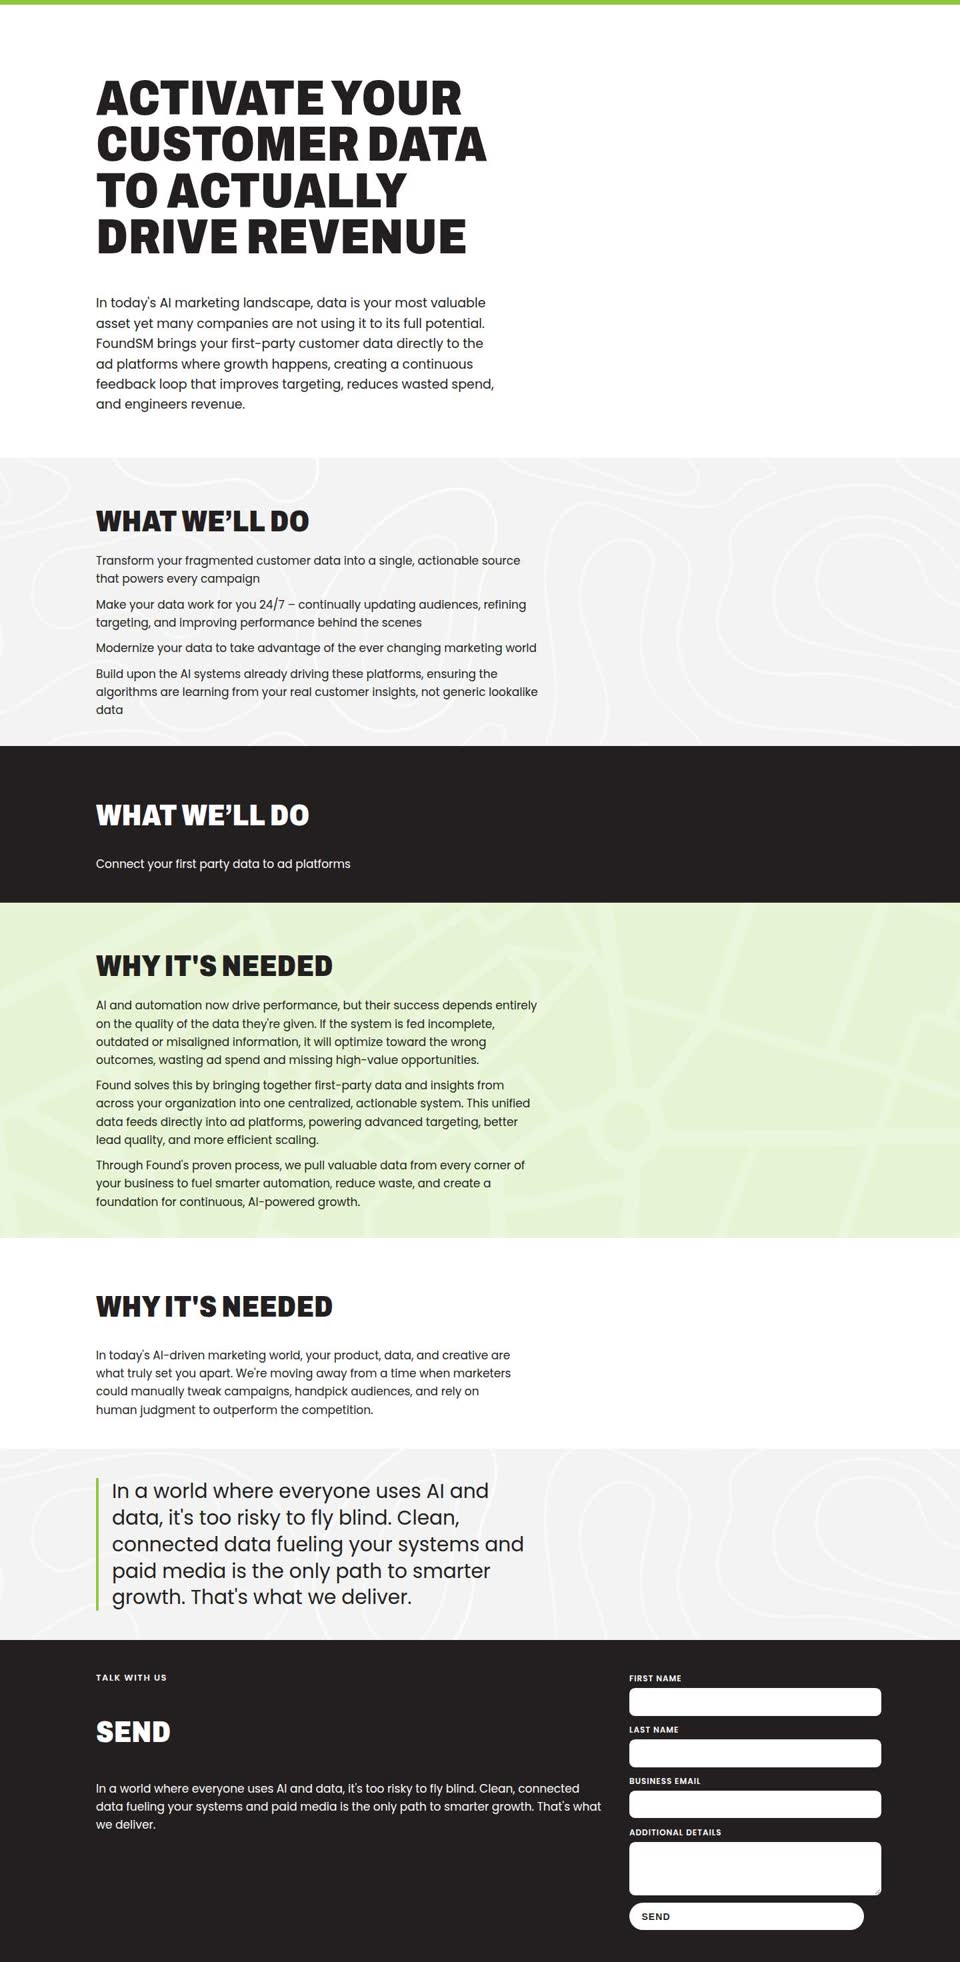 ACTIVATE YOUR
CUSTOMER DATA
TO ACTUALLY
DRIVE REVENUE
In today's AI marketing landscape, data is your most valuable
asset yet many companies are not using it to its full potential.
FoundSM brings your first-party customer data directly to the
ad platforms where growth happens, creating a continuous
feedback loop that improves targeting, reduces wasted spend,
and engineers revenue.
WHAT WE’LL DO
Transform your fragmented customer data into a single, actionable source
that powers every campaign
Make your data work for you 24/7 – continually updating audiences, refining
targeting, and improving performance behind the scenes
Modernize your data to take advantage of the ever changing marketing world
Build upon the AI systems already driving these platforms, ensuring the
algorithms are learning from your real customer insights, not generic lookalike
data
WHAT WE’LL DO
Connect your first party data to ad platforms
WHY IT'S NEEDED
AI and automation now drive performance, but their success depends entirely
on the quality of the data they're given. If the system is fed incomplete,
outdated or misaligned information, it will optimize toward the wrong
outcomes, wasting ad spend and missing high-value opportunities.
Found solves this by bringing together first-party data and insights from
across your organization into one centralized, actionable system. This unified
data feeds directly into ad platforms, powering advanced targeting, better
lead quality, and more efficient scaling.
Through Found's proven process, we pull valuable data from every corner of
your business to fuel smarter automation, reduce waste, and create a
foundation for continuous, AI-powered growth.
WHY IT'S NEEDED
In today's AI-driven marketing world, your product, data, and creative are
what truly set you apart. We're moving away from a time when marketers
could manually tweak campaigns, handpick audiences, and rely on
human judgment to outperform the competition.
In a world where everyone uses AI and
data, it's too risky to fly blind. Clean,
connected data fueling your systems and
paid media is the only path to smarter
growth. That's what we deliver.
TALK WITH US
SEND
In a world where everyone uses AI and data, it's too risky to fly blind. Clean, connected
data fueling your systems and paid media is the only path to smarter growth. That's what
we deliver.
FIRST NAME
LAST NAME
BUSINESS EMAIL
ADDITIONAL DETAILS
SEND